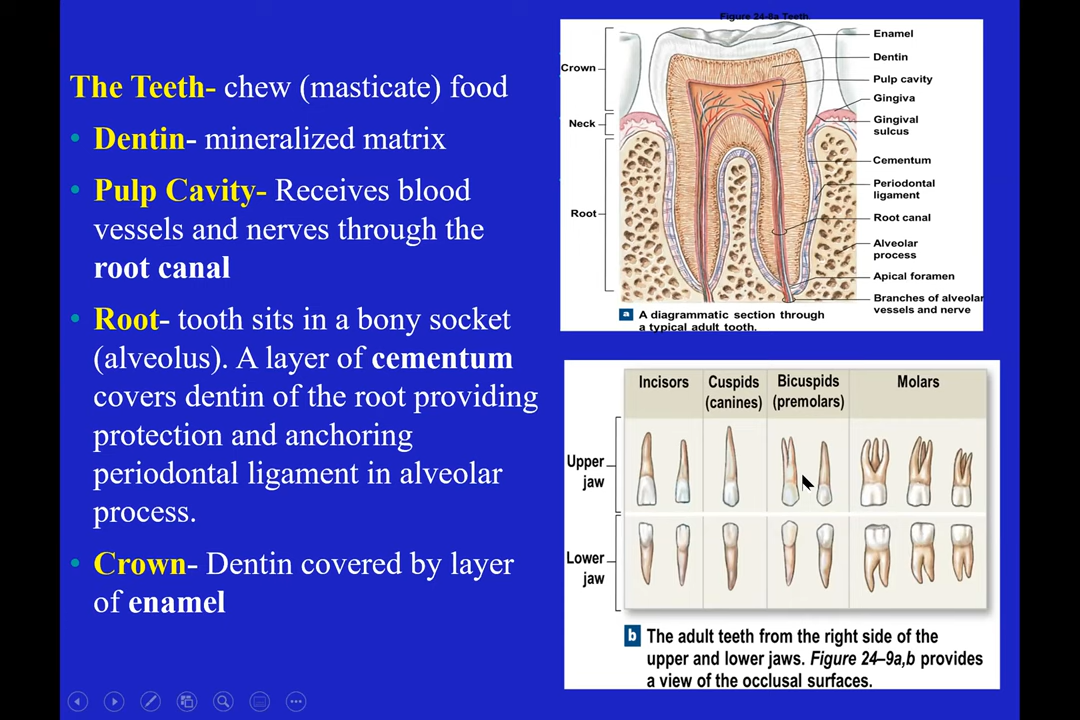 The Teeth- chew (masticate) food
• Dentin- mineralized matrix
• Pulp Cavity- Receives blood
vessels and nerves through the
root canal
• Root- tooth sits in a bony socket
(alveolus). A layer of cementum
covers dentin of the root providing
protection and anchoring
periodontal ligament in alveolar
process.
• Crown- Dentin covered by layer
of enamel
Figure 24-8a Teeth.
Crown
Neck
Root
Enamel
Dentin
Pulp cavity
Gingiva
Gingival
sulcus
Cementum
Periodontal
ligament
Root canal
Alveolar
process
Apical foramen
Branches of alveolar
vessels and nerve
a A diagrammatic section through
a typical adult tooth.
Incisors
Cuspids
(canines)
Bicuspids
(premolars)
Molars
Upper
jaw
Lower
jaw
b The adult teeth from the right side of the
upper and lower jaws. Figure 24–9a,b provides
a view of the occlusal surfaces.